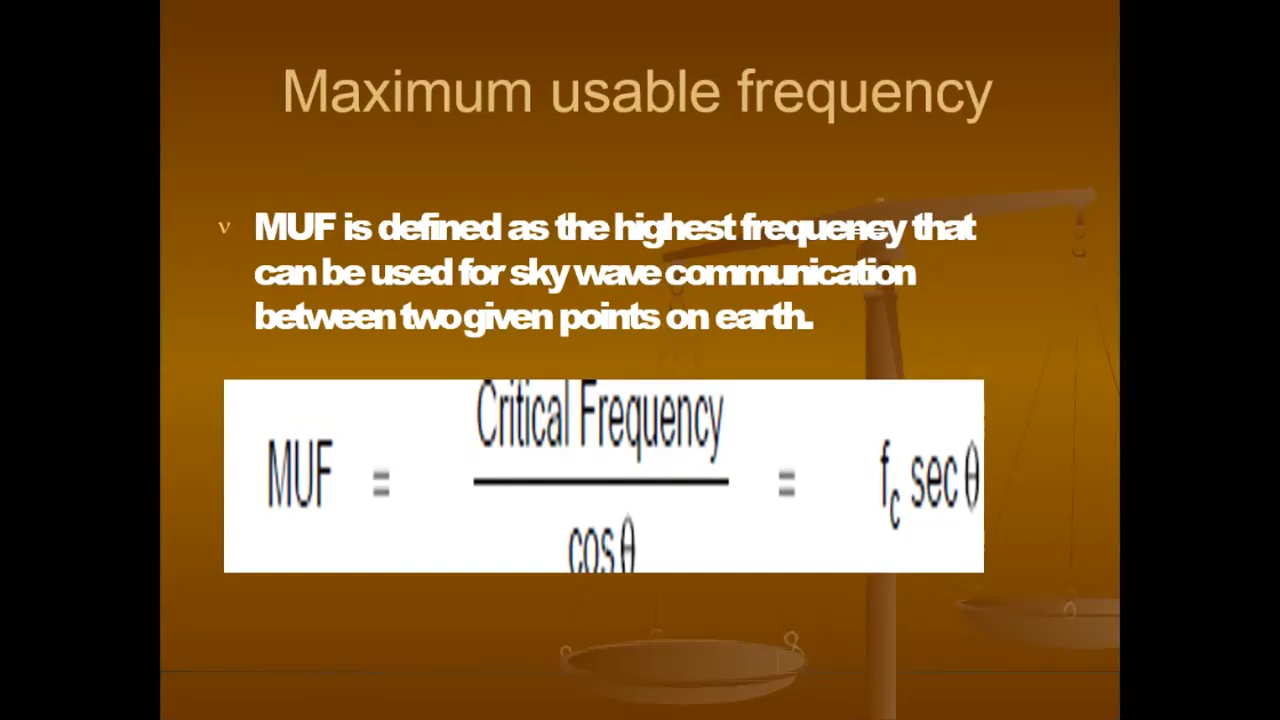 Maximum usable frequency
v MUF is defined as the highest frequency that
can be used for sky wave communication
between two given points on earth.
MUF = Critical Frequency / cos θ = fc sec θ